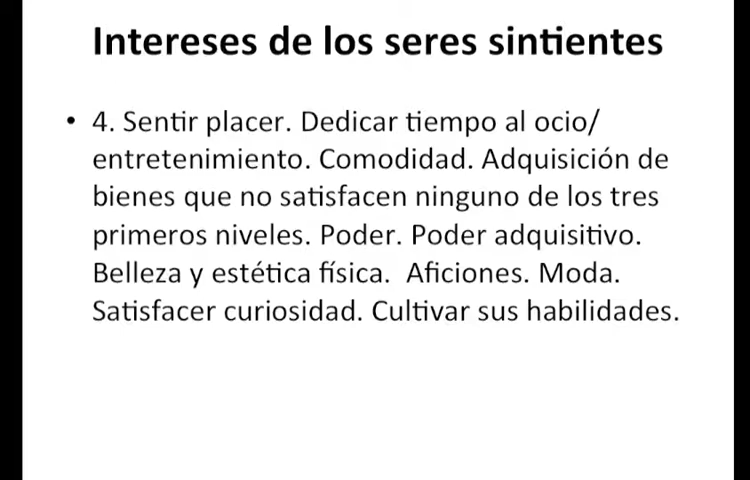 Intereses de los seres sintientes
• 4. Sentir placer. Dedicar tiempo al ocio/
entretenimiento. Comodidad. Adquisición de
bienes que no satisfacen ninguno de los tres
primeros niveles. Poder. Poder adquisitivo.
Belleza y estética física.  Aficiones. Moda.
Satisfacer curiosidad. Cultivar sus habilidades.